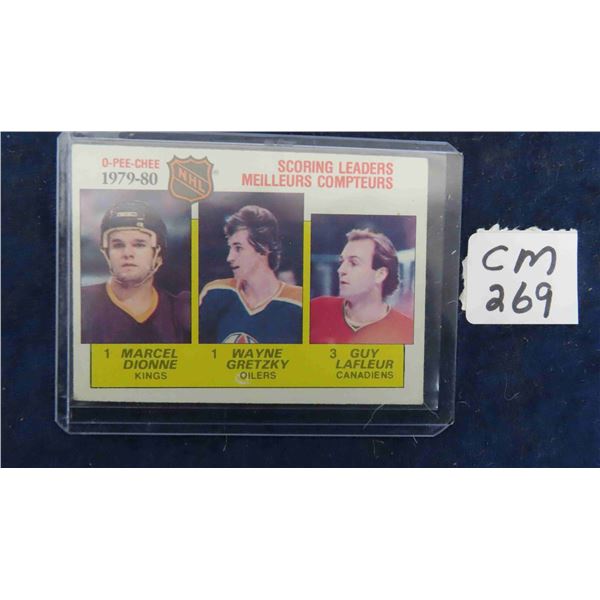 O-PEE-CHEE
1979-80
NHL
SCORING LEADERS
MEILLEURS COMPTEURS
1 MARCEL DIONNE
KINGS
1 WAYNE GRETZKY
OILERS
3 GUY LAFLEUR
CANADIENS
CM
269